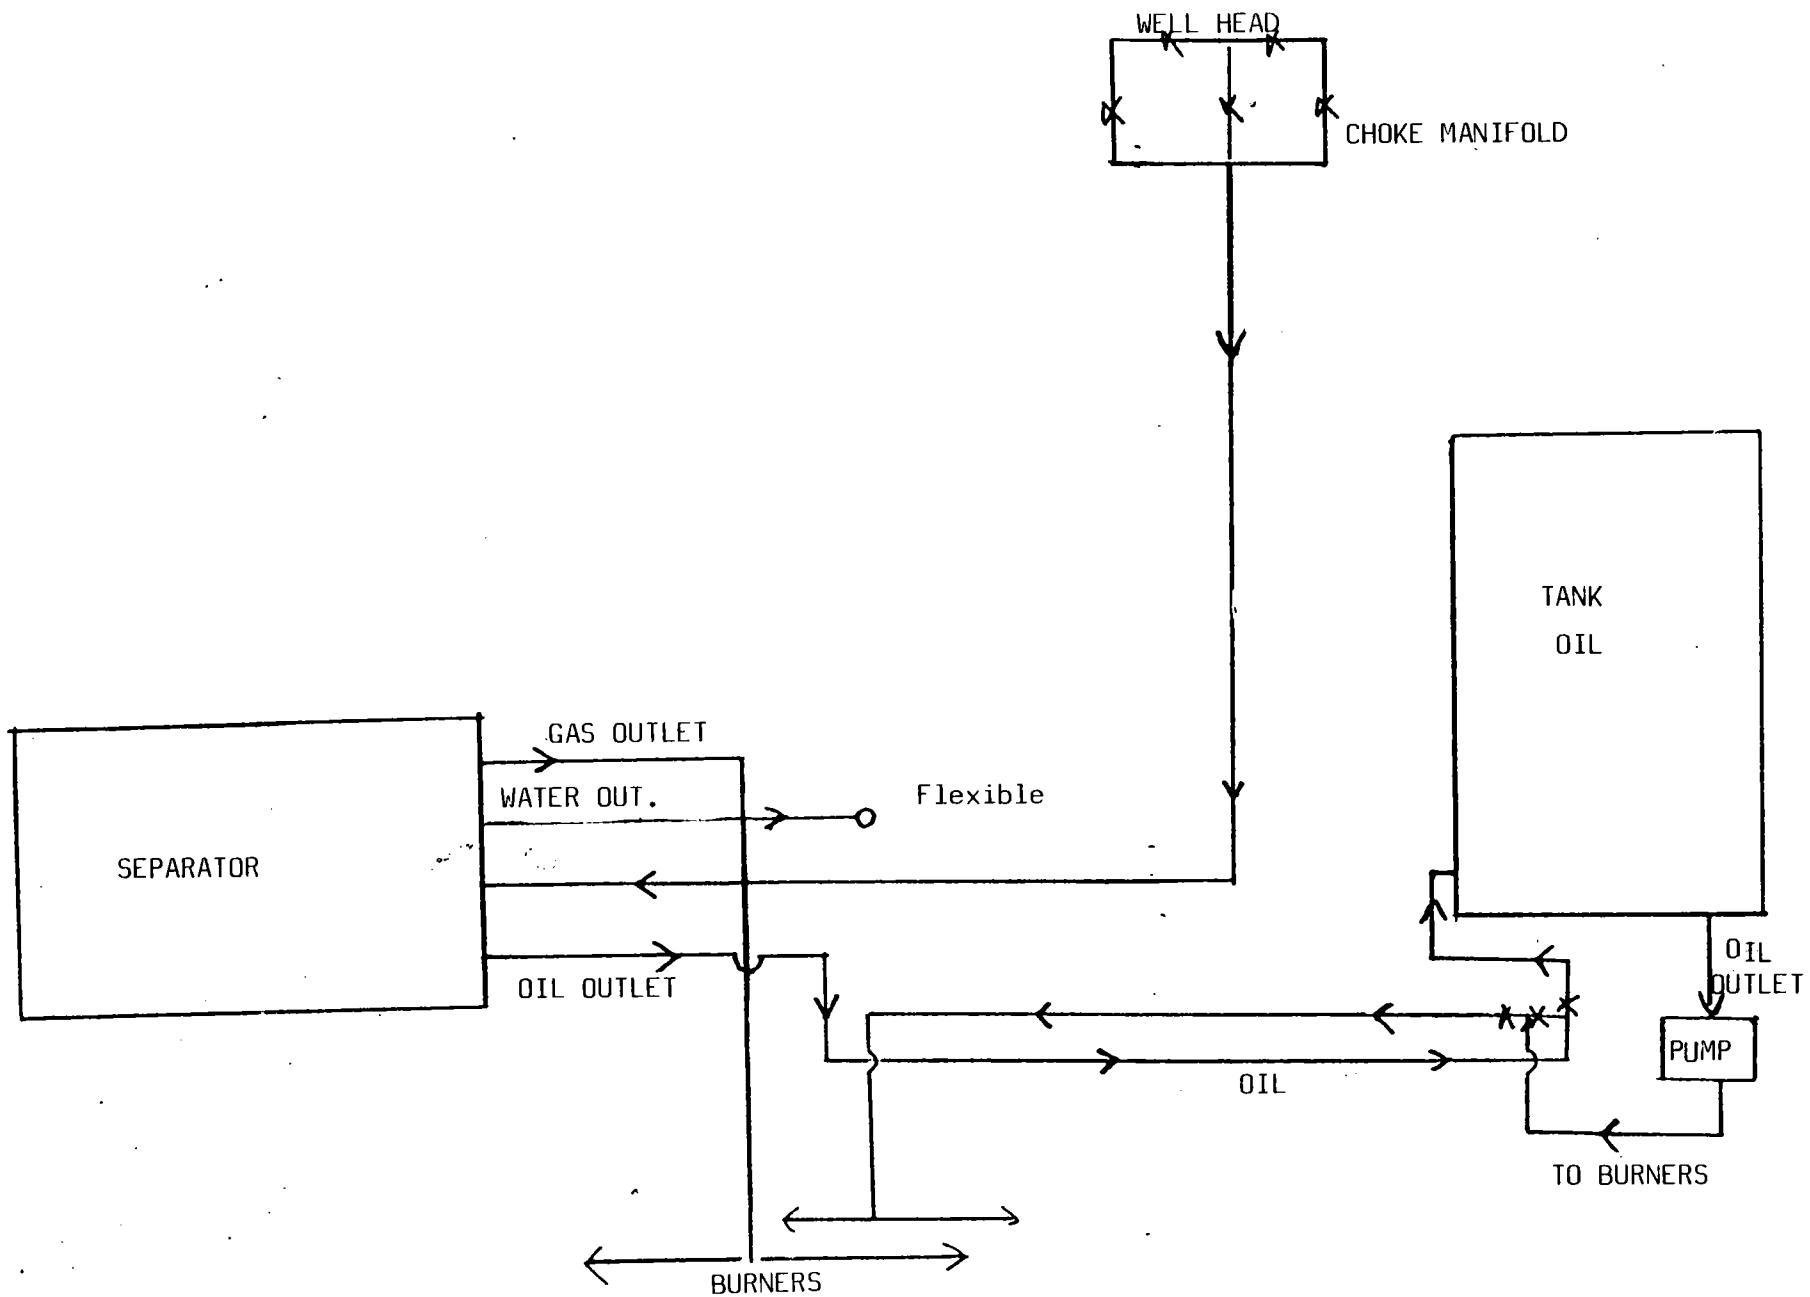 WELL HEAD
CHOKE MANIFOLD
TANK
OIL
GAS OUTLET
WATER OUT.
Flexible
SEPARATOR
OIL OUTLET
OIL
OUTLET
PUMP
OIL
TO BURNERS
BURNERS